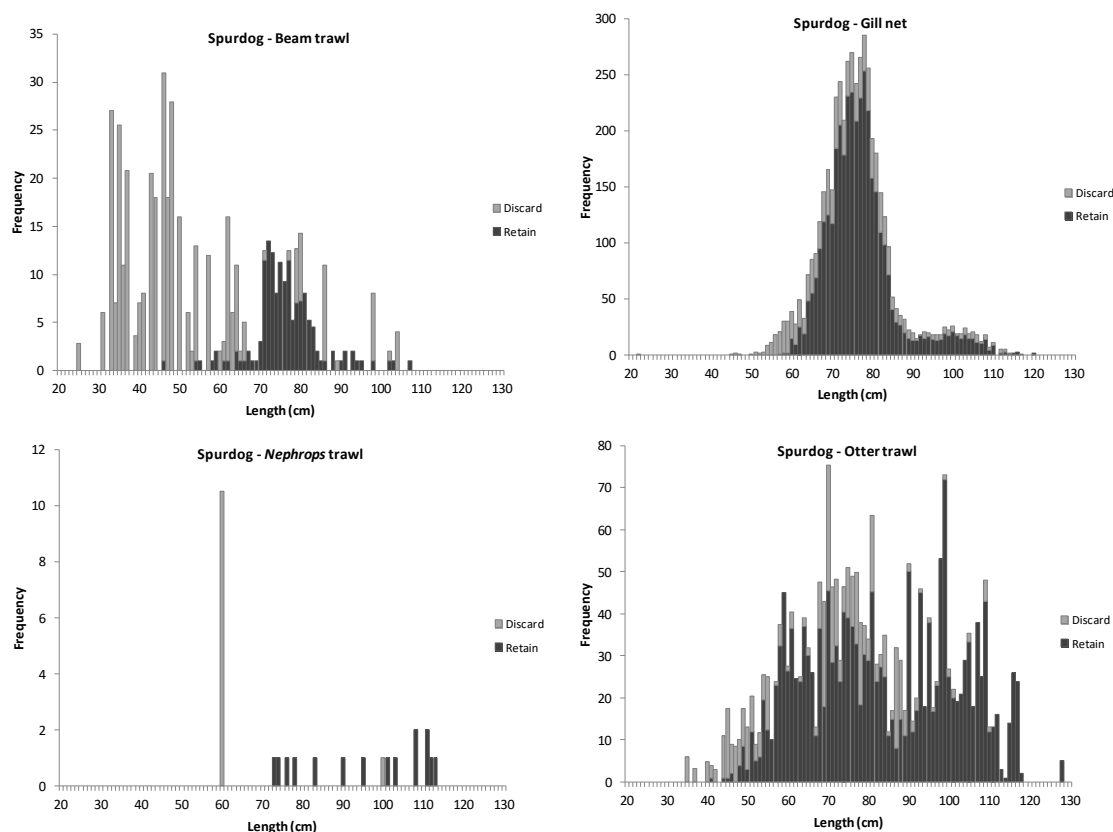 Spurdog - Beam trawl
35
30
25
20
15
10
5
0
Frequency
20 30 40 50 60 70 80 90 100 110 120 130
Length (cm)
Discard
Retain
Spurdog - Gill net
300
250
200
150
100
50
0
Frequency
20 30 40 50 60 70 80 90 100 110 120 130
Length (cm)
Discard
Retain
Spurdog - Nephrops trawl
12
10
8
6
4
2
0
Frequency
20 30 40 50 60 70 80 90 100 110 120 130
Length (cm)
Discard
Retain
Spurdog - Otter trawl
80
70
60
50
40
30
20
10
0
Frequency
20 30 40 50 60 70 80 90 100 110 120 130
Length (cm)
Discard
Retain